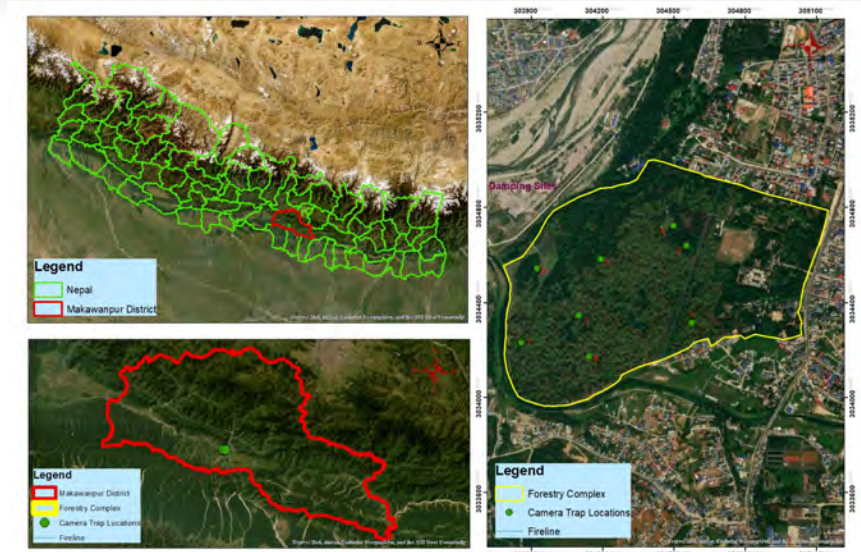 Legend
Nepal
Makawanpur District
Legend
Makawanpur District
Forestry Complex
Camera Trap Locations
Fireline
303900 304200 304500 304800 305100
3035200
Damping Sites
3034800
3034400
3034000
3033600
Legend
Forestry Complex
Camera Trap Locations
Fireline